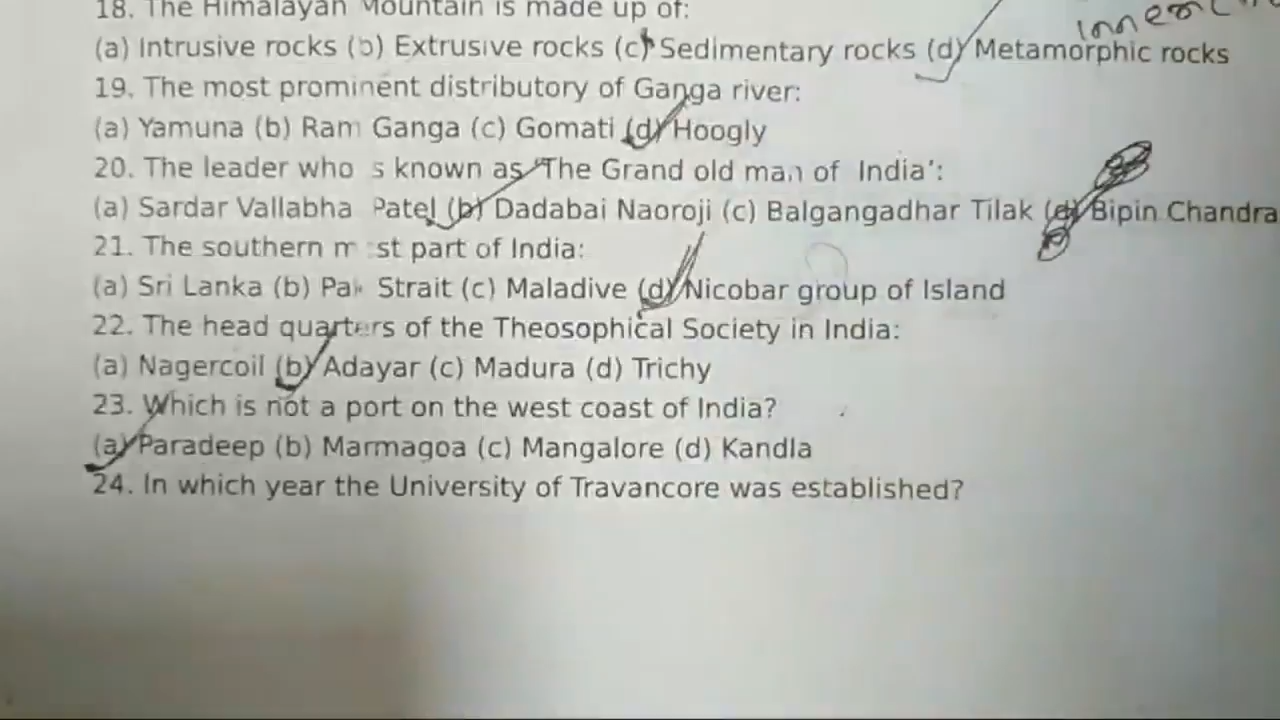 inner
18. The Himalayan Mountain is made up of:
(a) Intrusive rocks (b) Extrusive rocks (c) Sedimentary rocks (d) Metamorphic rocks
19. The most prominent distributory of Ganga river:
(a) Yamuna (b) Ram Ganga (c) Gomati (d) Hoogly
20. The leader who s known as 'The Grand old man of India':
(a) Sardar Vallabha Patel (b) Dadabai Naoroji (c) Balgangadhar Tilak (d) Bipin Chandra
21. The southern m st part of India:
(a) Sri Lanka (b) Palk Strait (c) Maladive (d) Nicobar group of Island
22. The head quarters of the Theosophical Society in India:
(a) Nagercoil (b) Adayar (c) Madura (d) Trichy
23. Which is not a port on the west coast of India?
(a) Paradeep (b) Marmagoa (c) Mangalore (d) Kandla
24. In which year the University of Travancore was established?